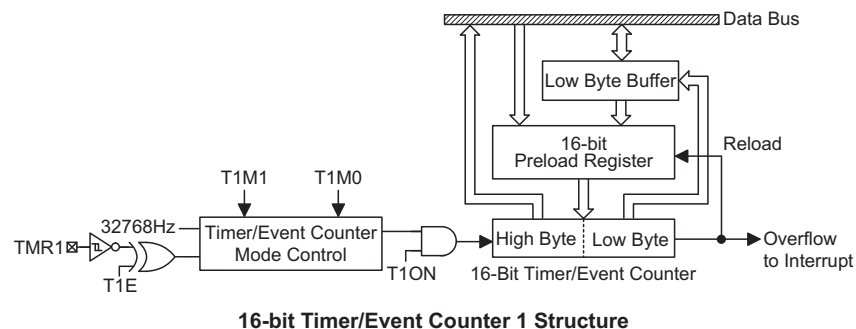 Data Bus
Low Byte Buffer
16-bit
Preload Register
Reload
T1M1
T1M0
32768Hz
TMR1
Timer/Event Counter
Mode Control
High Byte
Low Byte
Overflow
to Interrupt
T1E
T1ON
16-Bit Timer/Event Counter
16-bit Timer/Event Counter 1 Structure